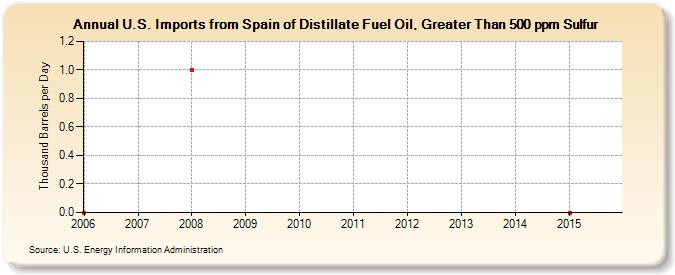 Annual U.S. Imports from Spain of Distillate Fuel Oil, Greater Than 500 ppm Sulfur
Thousand Barrels per Day
1.2
1.0
0.8
0.6
0.4
0.2
0.0
2006 2007 2008 2009 2010 2011 2012 2013 2014 2015
Source: U.S. Energy Information Administration